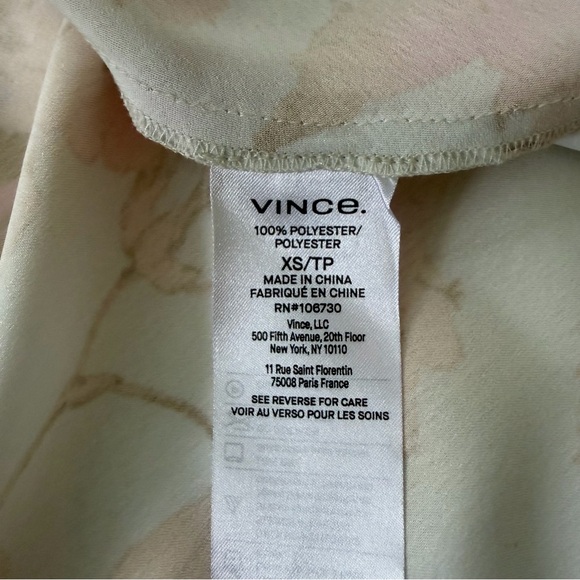 VINCE.
100% POLYESTER/
POLYESTER
XS/TP
MADE IN CHINA
FABRIQUÉ EN CHINE
RN#106730
Vince, LLC
500 Fifth Avenue, 20th Floor
New York, NY 10110
11 Rue Saint Florentin
75008 Paris France
SEE REVERSE FOR CARE
VOIR AU VERSO POUR LES SOINS